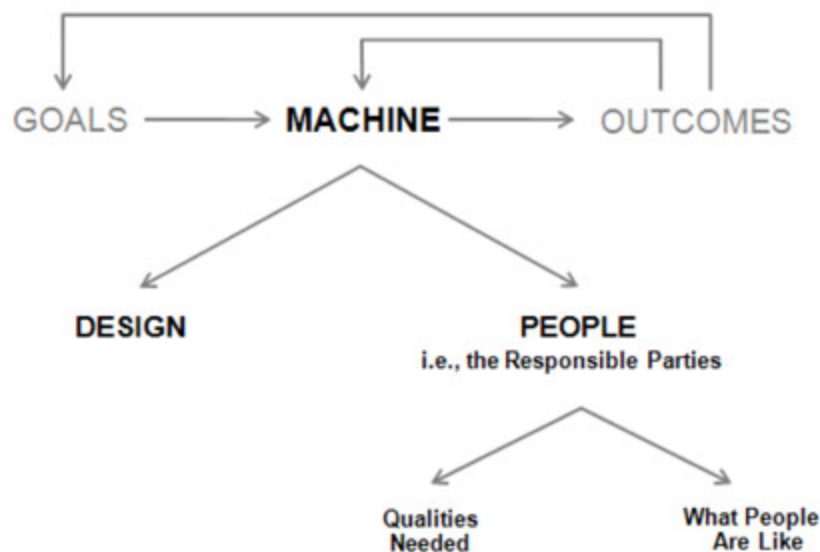 GOALS MACHINE OUTCOMES
DESIGN PEOPLE
i.e., the Responsible Parties
Qualities What People
Needed Are Like